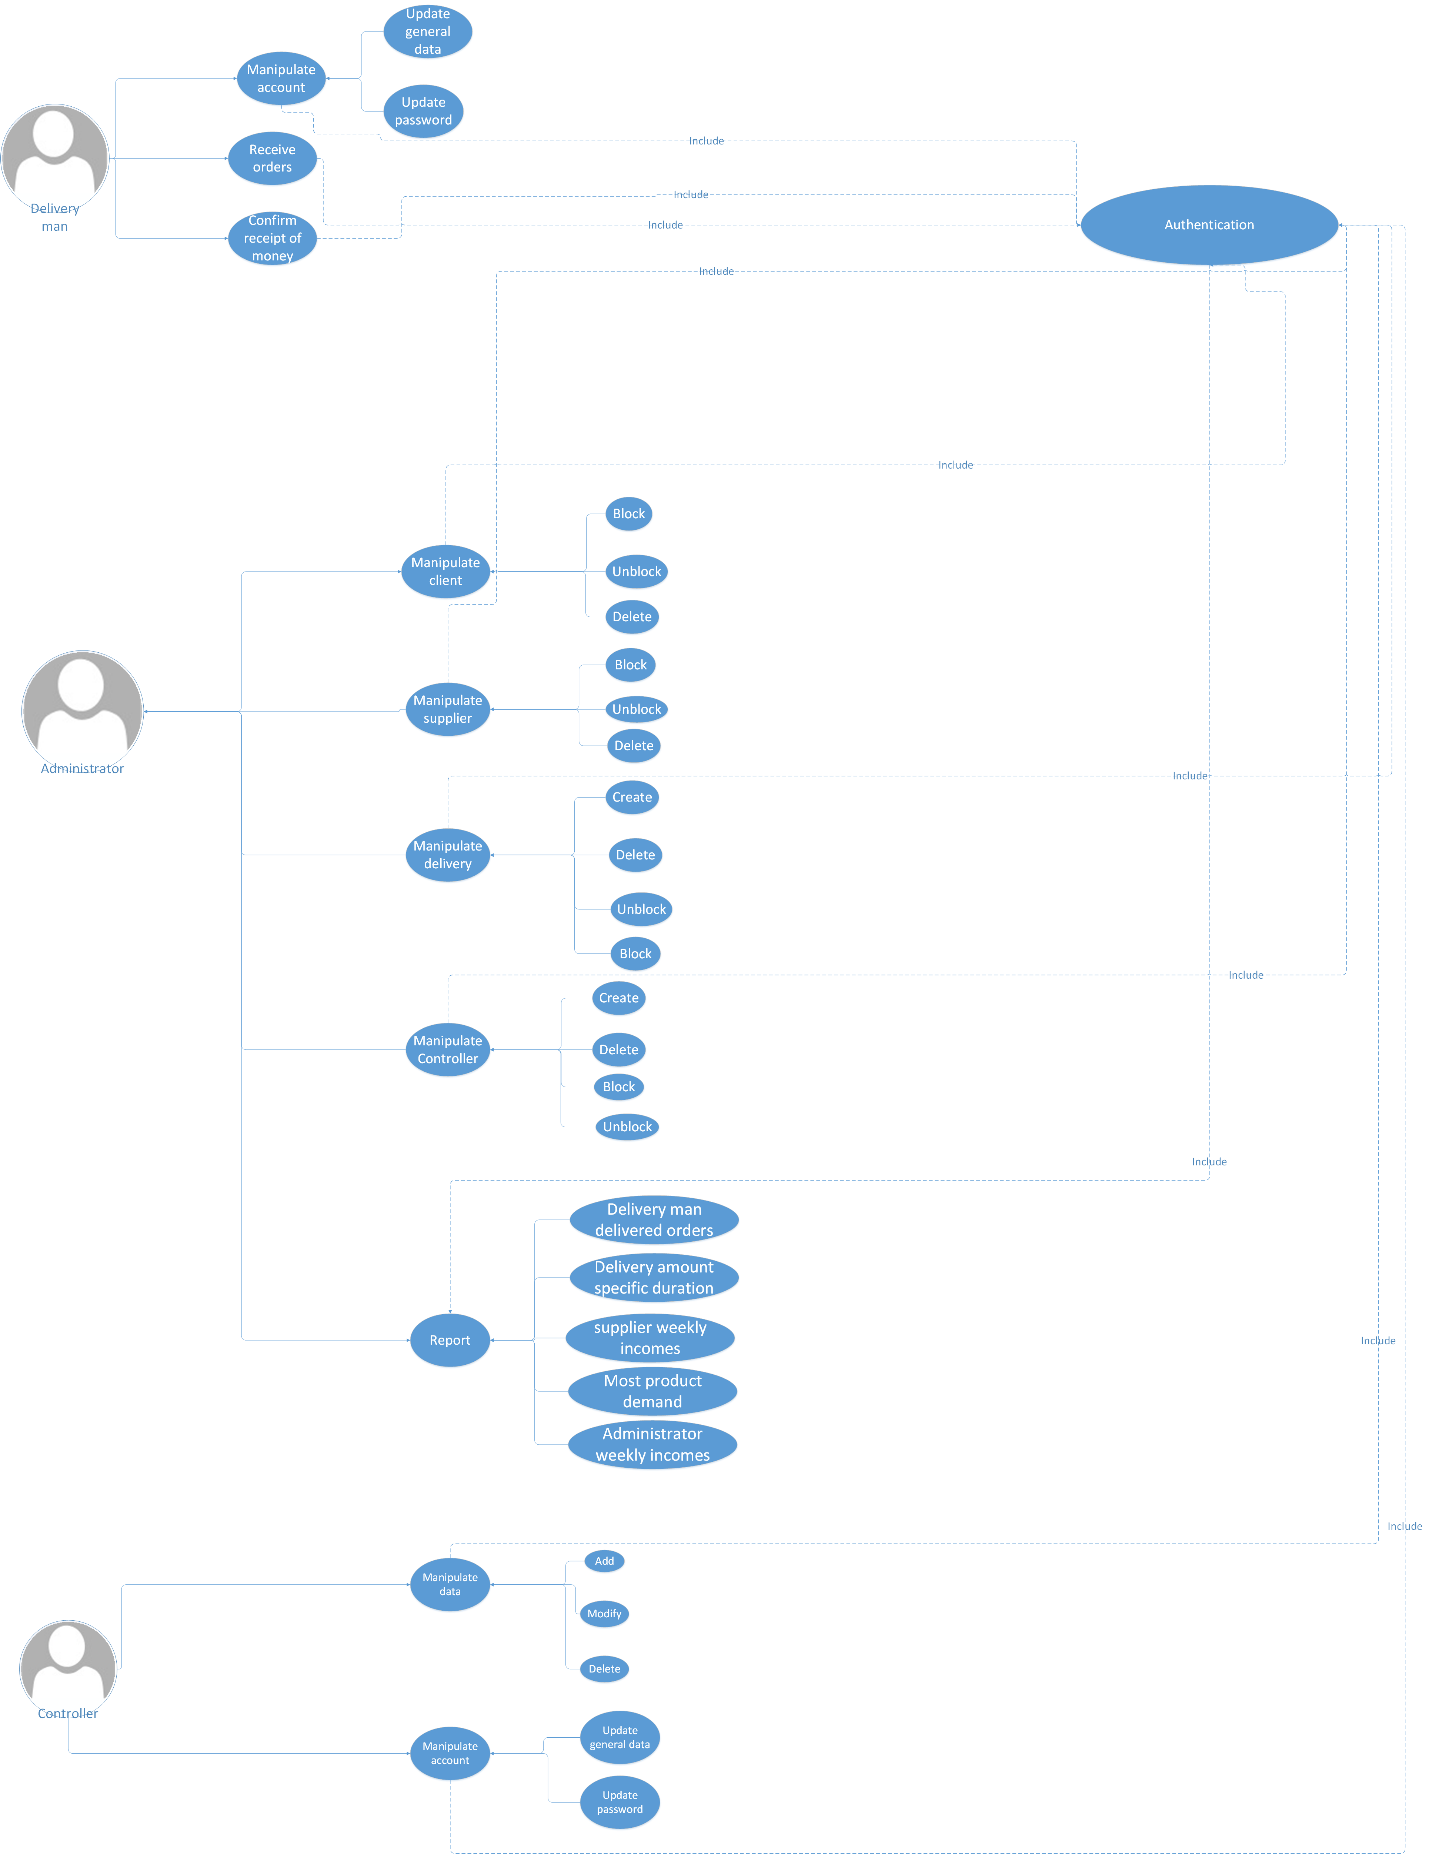 Update
general
data
Manipulate
account
Update
password
Include
Receive
orders
Delivery
man
Include
Confirm
receipt of
money
Include
Authentication
Include
Include
Block
Manipulate
client
Unblock
Delete
Block
Manipulate
supplier
Unblock
Delete
Administrator
Include
Create
Manipulate
delivery
Delete
Unblock
Block
Include
Create
Manipulate
Controller
Delete
Block
Unblock
Include
Delivery man
delivered orders
Delivery amount
specific duration
Report
supplier weekly
incomes
Include
Most product
demand
Administrator
weekly incomes
Include
Add
Manipulate
data
Modify
Delete
Controller
Update
general data
Manipulate
account
Update
password